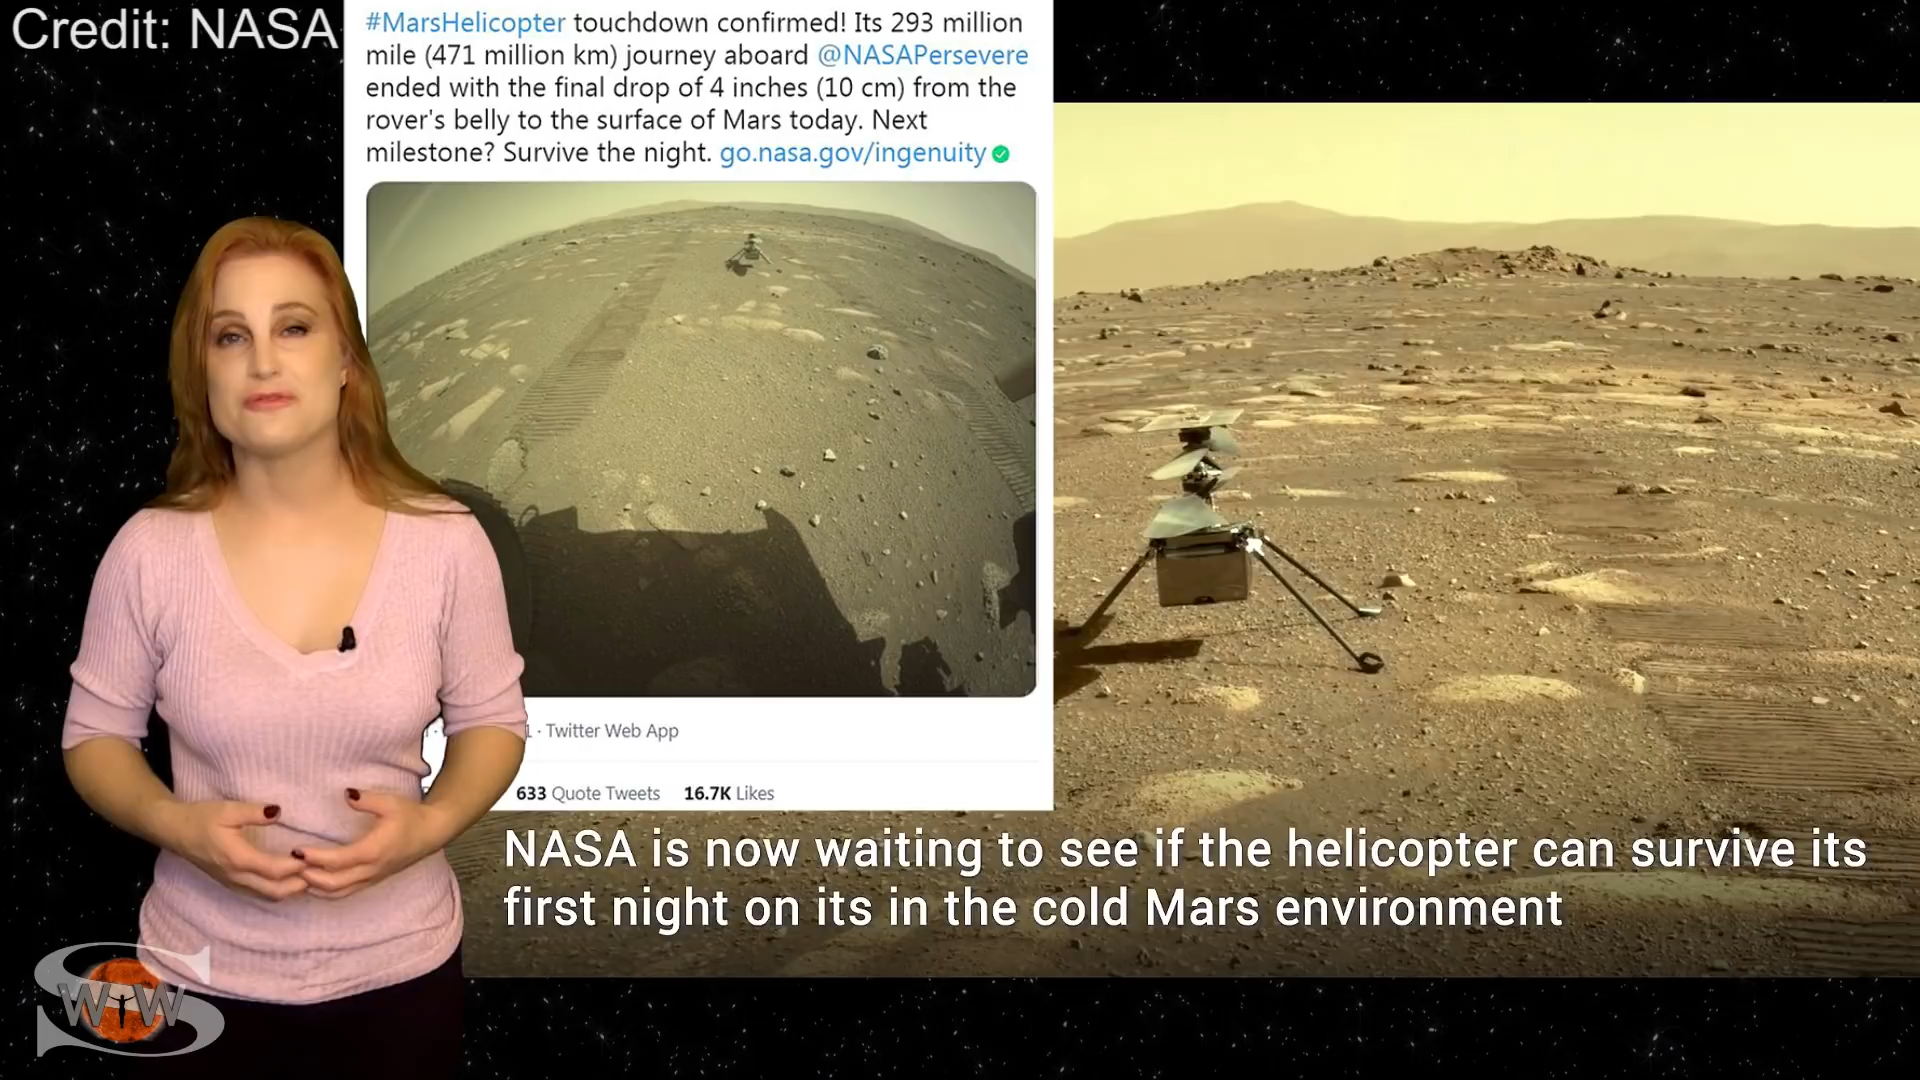 Credit: NASA
#MarsHelicopter touchdown confirmed! Its 293 million
mile (471 million km) journey aboard @NASAPersevere
ended with the final drop of 4 inches (10 cm) from the
rover's belly to the surface of Mars today. Next
milestone? Survive the night. go.nasa.gov/ingenuity
1 · Twitter Web App
633 Quote Tweets 16.7K Likes
NASA is now waiting to see if the helicopter can survive its
first night on its in the cold Mars environment
S
WTW